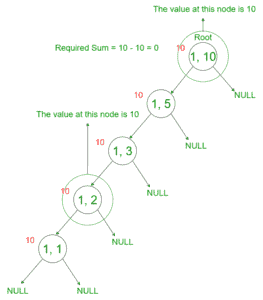 The value at this node is 10
Root
Required Sum = 10 - 10 = 0
10
1, 10
10
1, 5
NULL
The value at this node is 10
10
1, 3
NULL
10
1, 2
NULL
10
1, 1
NULL
NULL
NULL